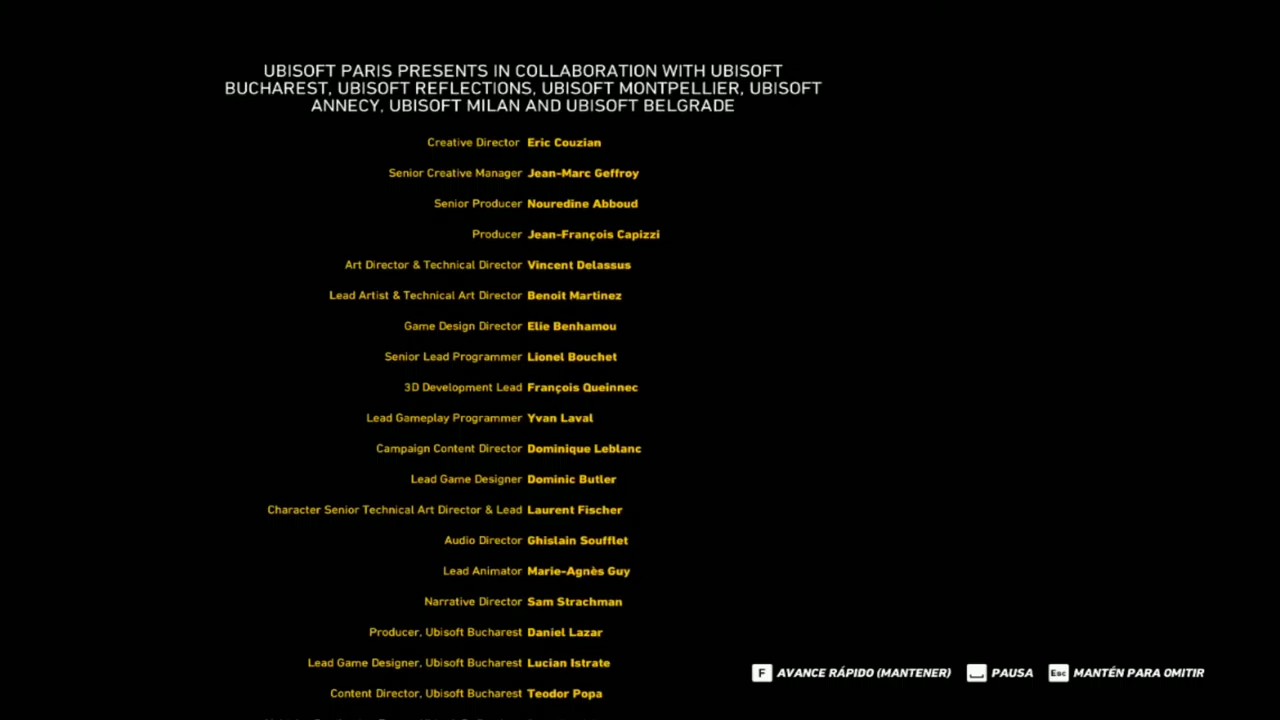 UBISOFT PARIS PRESENTS IN COLLABORATION WITH UBISOFT
BUCHAREST, UBISOFT REFLECTIONS, UBISOFT MONTPELLIER, UBISOFT
ANNECY, UBISOFT MILAN AND UBISOFT BELGRADE
Creative Director Eric Couzian
Senior Creative Manager Jean-Marc Geffroy
Senior Producer Nouredine Abboud
Producer Jean-François Capizzi
Art Director & Technical Director Vincent Delassus
Lead Artist & Technical Art Director Benoit Martinez
Game Design Director Elie Benhamou
Senior Lead Programmer Lionel Bouchet
3D Development Lead François Queinnec
Lead Gameplay Programmer Yvan Laval
Campaign Content Director Dominique Leblanc
Lead Game Designer Dominic Butler
Character Senior Technical Art Director & Lead Laurent Fischer
Audio Director Ghislain Soufflet
Lead Animator Marie-Agnès Guy
Narrative Director Sam Strachman
Producer, Ubisoft Bucharest Daniel Lazar
Lead Game Designer, Ubisoft Bucharest Lucian Istrate
Content Director, Ubisoft Bucharest Teodor Popa
F AVANCE RÁPIDO (MANTENER) PAUSA Esc MANTÉN PARA OMITIR